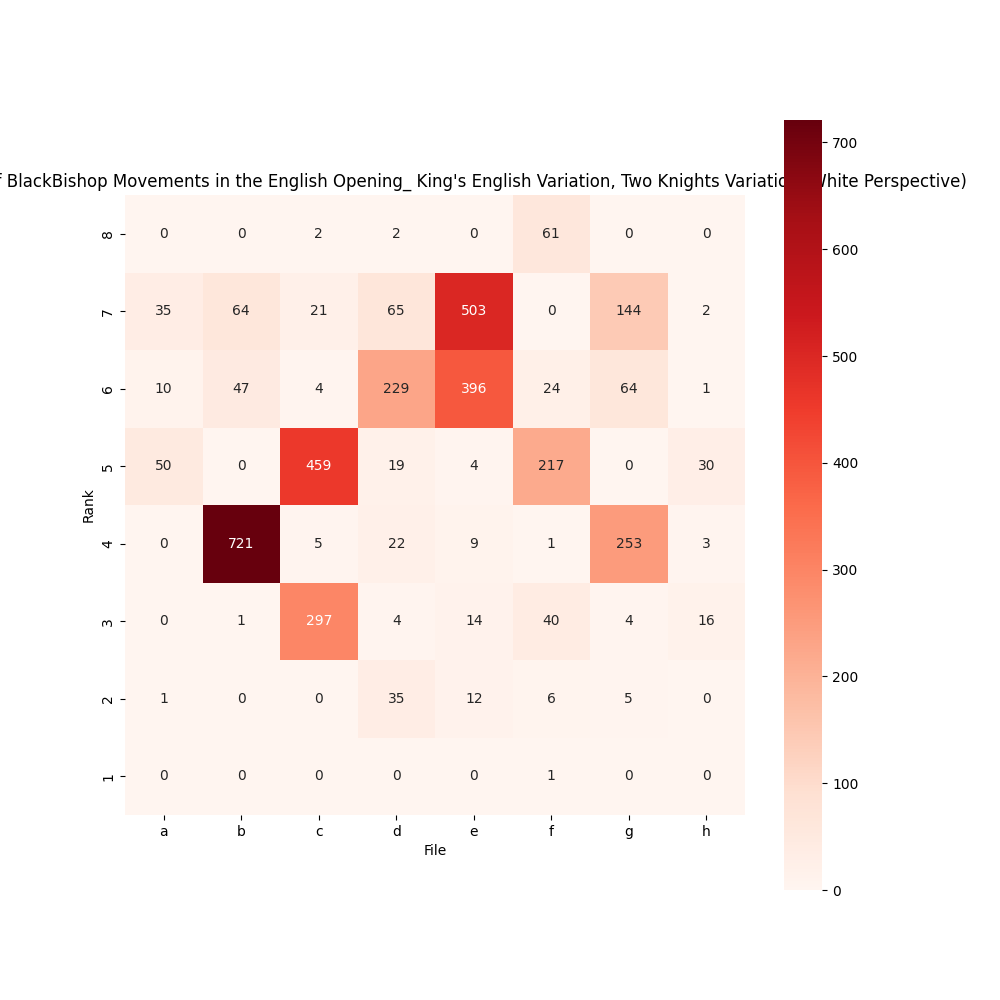 f BlackBishop Movements in the English Opening_ King's English Variation, Two Knights Variation (White Perspective)
8 0 0 2 2 0 61 0 0
7 35 64 21 65 503 0 144 2
6 10 47 4 229 396 24 64 1
5 50 0 459 19 4 217 0 30
Rank
4 0 721 5 22 9 1 253 3
3 0 1 297 4 14 40 4 16
2 1 0 0 35 12 6 5 0
1 0 0 0 0 0 1 0 0
a b c d e f g h
File
700
600
500
400
300
200
100
0